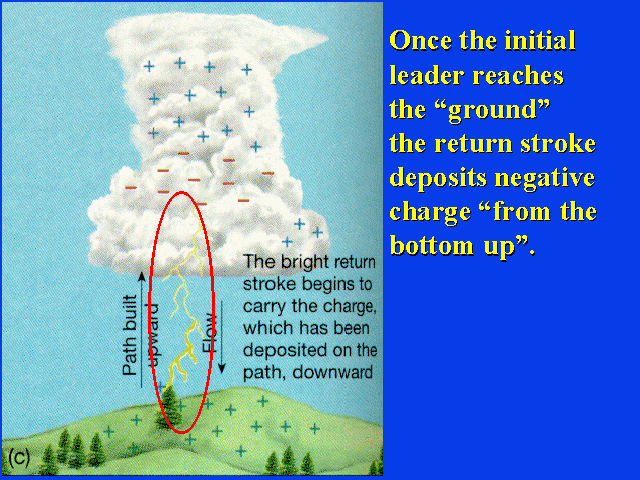 Once the initial
leader reaches
the “ground”
the return stroke
deposits negative
charge “from the
bottom up”.
The bright return
stroke begins to
carry the charge,
which has been
deposited on the
path, downward
Path built
upward
Flow
(c)